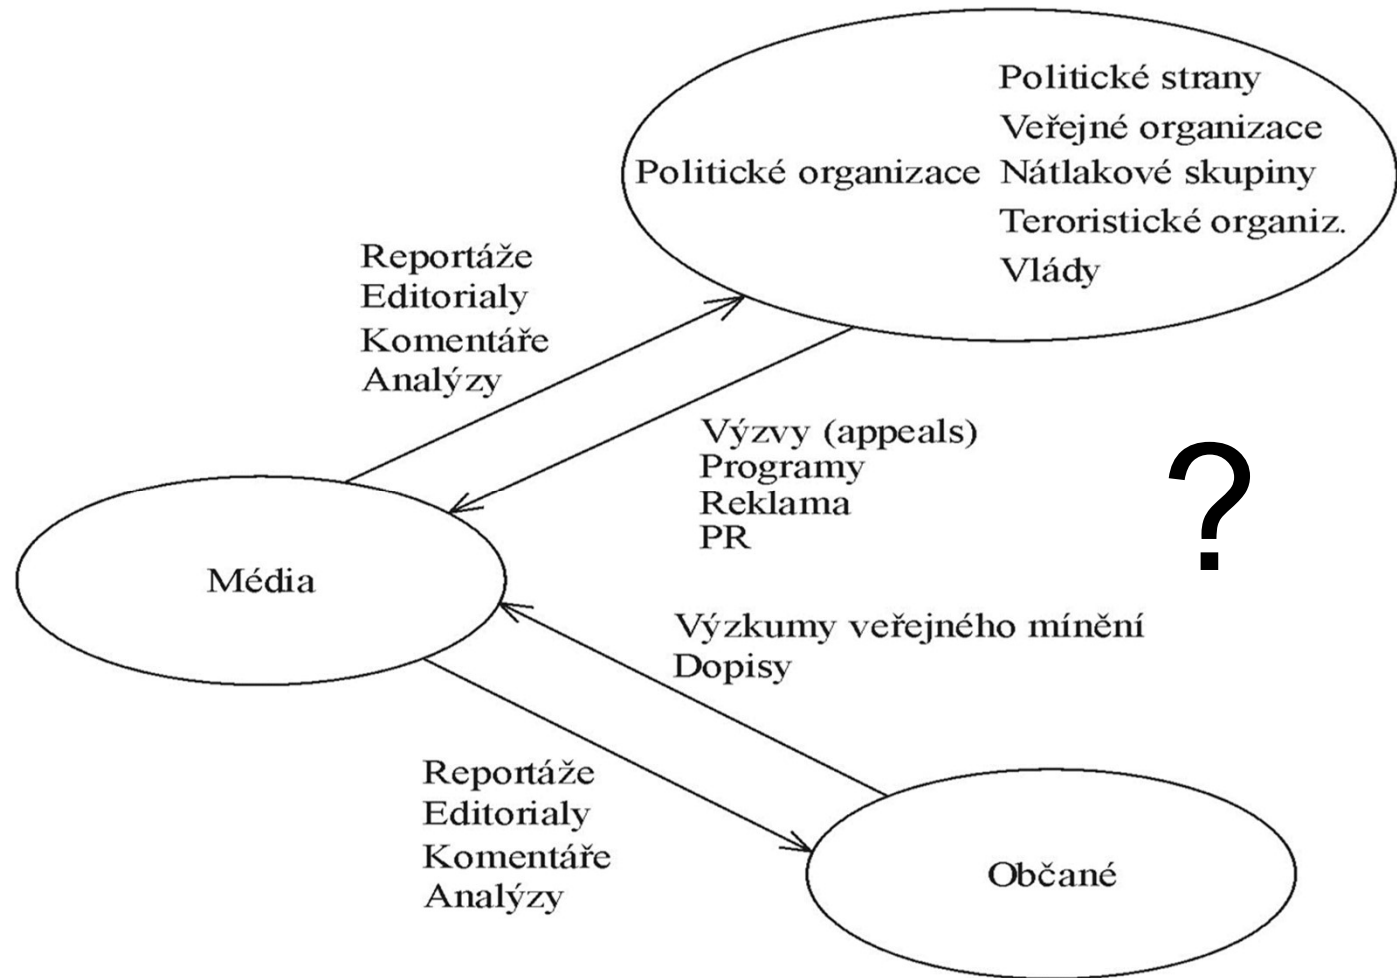 Politické strany
Veřejné organizace
Politické organizace Nátlakové skupiny
Teroristické organiz.
Vlády
Reportáže
Editorialy
Komentáře
Analýzy
Výzvy (appeals)
Programy
Reklama
PR
?
Média
Výzkumy veřejného mínění
Dopisy
Reportáže
Editorialy
Komentáře
Analýzy
Občané